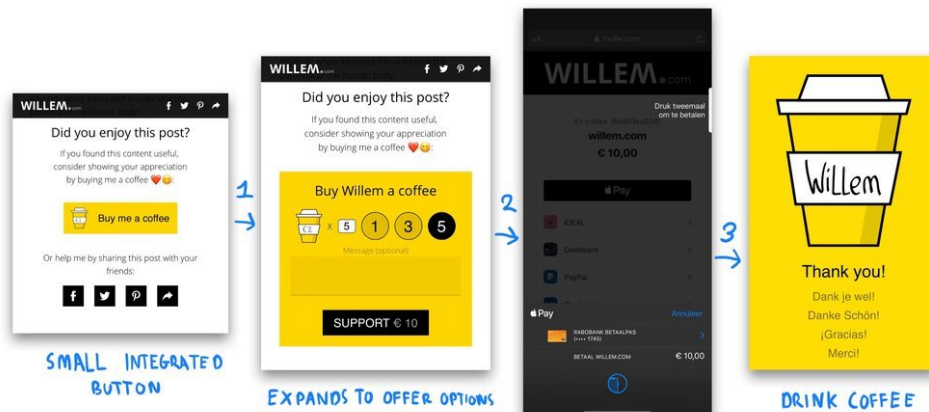 WILLEM.com
Did you enjoy this post?
If you found this content useful,
consider showing your appreciation
by buying me a coffee ❤️😋:
Buy me a coffee
Or help me by sharing this post with your
friends:
SMALL INTEGRATED
BUTTON
1
WILLEM.com
Did you enjoy this post?
If you found this content useful,
consider showing your appreciation
by buying me a coffee ❤️😋:
Buy Willem a coffee
€2 x 5 1 3 5
Message (optional)
SUPPORT € 10
EXPANDS TO OFFER OPTIONS
2
AA mollie.com
WILLEM.com
Druk tweemaal
om te betalen
willem.com
€ 10,00
Pay
iDEAL
Creditcard
PayPal
Pay Annuleer
RABOBANK BETAALPAS
(•••• 1745)
BETAAL WILLEM.COM € 10,00
3
Willem
Thank you!
Dank je wel!
Danke Schön!
¡Gracias!
Merci!
DRINK COFFEE